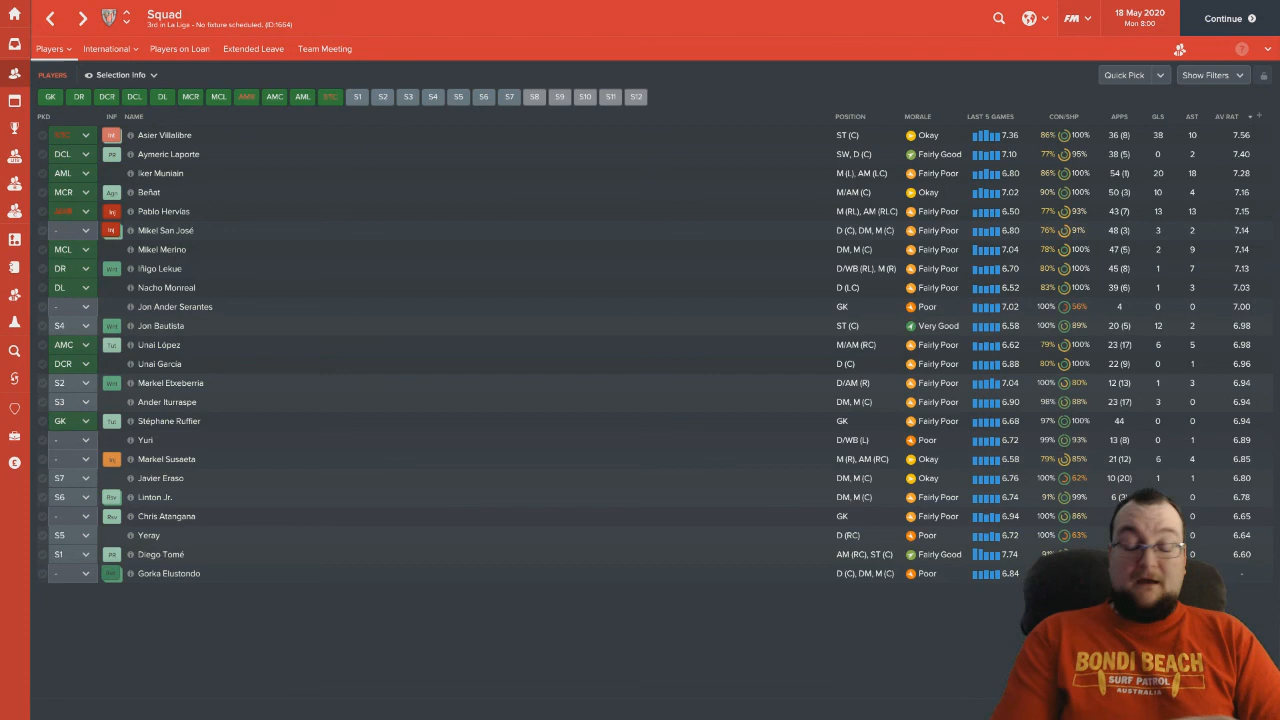 Squad
3rd in La Liga - No fixture scheduled. (ID:1664)
FM
18 May 2020
Mon 8:00
Continue
Players International Players on Loan Extended Leave Team Meeting
PLAYERS Selection Info Quick Pick Show Filters
GK DR DCR DCL DL MCR MCL AMR AMC AML STC S1 S2 S3 S4 S5 S6 S7 S8 S9 S10 S11 S12
PKD INF NAME POSITION MORALE LAST 5 GAMES CON/SHP APPS GLS AST AV RAT
STC Int Asier Villalibre ST (C) Okay 7.36 86% 100% 36 (8) 38 10 7.56
DCL PR Aymeric Laporte SW, D (C) Fairly Good 7.10 77% 95% 38 (5) 0 2 7.40
AML Iker Muniain M (L), AM (LC) Fairly Poor 6.80 86% 100% 54 (1) 20 18 7.28
MCR Agn Beñat M/AM (C) Okay 7.02 90% 100% 50 (3) 10 4 7.16
AMR Inj Pablo Hervías M (RL), AM (RLC) Fairly Poor 6.50 77% 93% 43 (7) 13 13 7.15
- Inj Mikel San José D (C), DM, M (C) Fairly Poor 6.80 76% 91% 48 (3) 3 2 7.14
MCL Mikel Merino DM, M (C) Fairly Poor 7.04 78% 100% 47 (5) 2 9 7.14
DR Wnt Iñigo Lekue D/WB (RL), M (R) Fairly Poor 6.70 80% 100% 45 (8) 1 7 7.13
DL Nacho Monreal D (LC) Fairly Poor 6.52 83% 100% 39 (6) 1 3 7.03
- Jon Ander Serantes GK Poor 7.02 100% 56% 4 0 0 7.00
S4 Wnt Jon Bautista ST (C) Very Good 6.58 100% 89% 20 (5) 12 2 6.98
AMC Tut Unai López M/AM (RC) Fairly Poor 6.62 79% 100% 23 (17) 6 5 6.98
DCR Unai García D (C) Fairly Poor 6.88 80% 100% 22 (9) 0 1 6.96
S2 Wnt Markel Etxeberria D/AM (R) Fairly Poor 7.04 100% 80% 12 (13) 1 3 6.94
S3 Ander Iturraspe DM, M (C) Fairly Poor 6.90 98% 88% 23 (17) 3 0 6.94
GK Tut Stéphane Ruffier GK Fairly Poor 6.68 97% 100% 44 0 0 6.94
- Yuri D/WB (L) Poor 6.72 99% 93% 13 (8) 0 1 6.89
- Inj Markel Susaeta M (R), AM (RC) Okay 6.58 79% 85% 21 (12) 6 4 6.85
S7 Javier Eraso DM, M (C) Okay 6.76 100% 62% 10 (20) 1 1 6.80
S6 Rsv Linton Jr. DM, M (C) Fairly Poor 6.74 91% 99% 0 0 6.78
- Rsv Chris Atangana GK Fairly Poor 6.94 100% 86% 0 0 6.65
S5 Yeray D (RC) Poor 6.72 100% 63% 0 6.64
S1 PR Diego Tomé AM (RC), ST (C) Fairly Good 7.74 0 6.60
- Gorka Elustondo D (C), DM, M (C) Poor 6.84 -
BONDI BEACH
SURF PATROL
AUSTRALIA